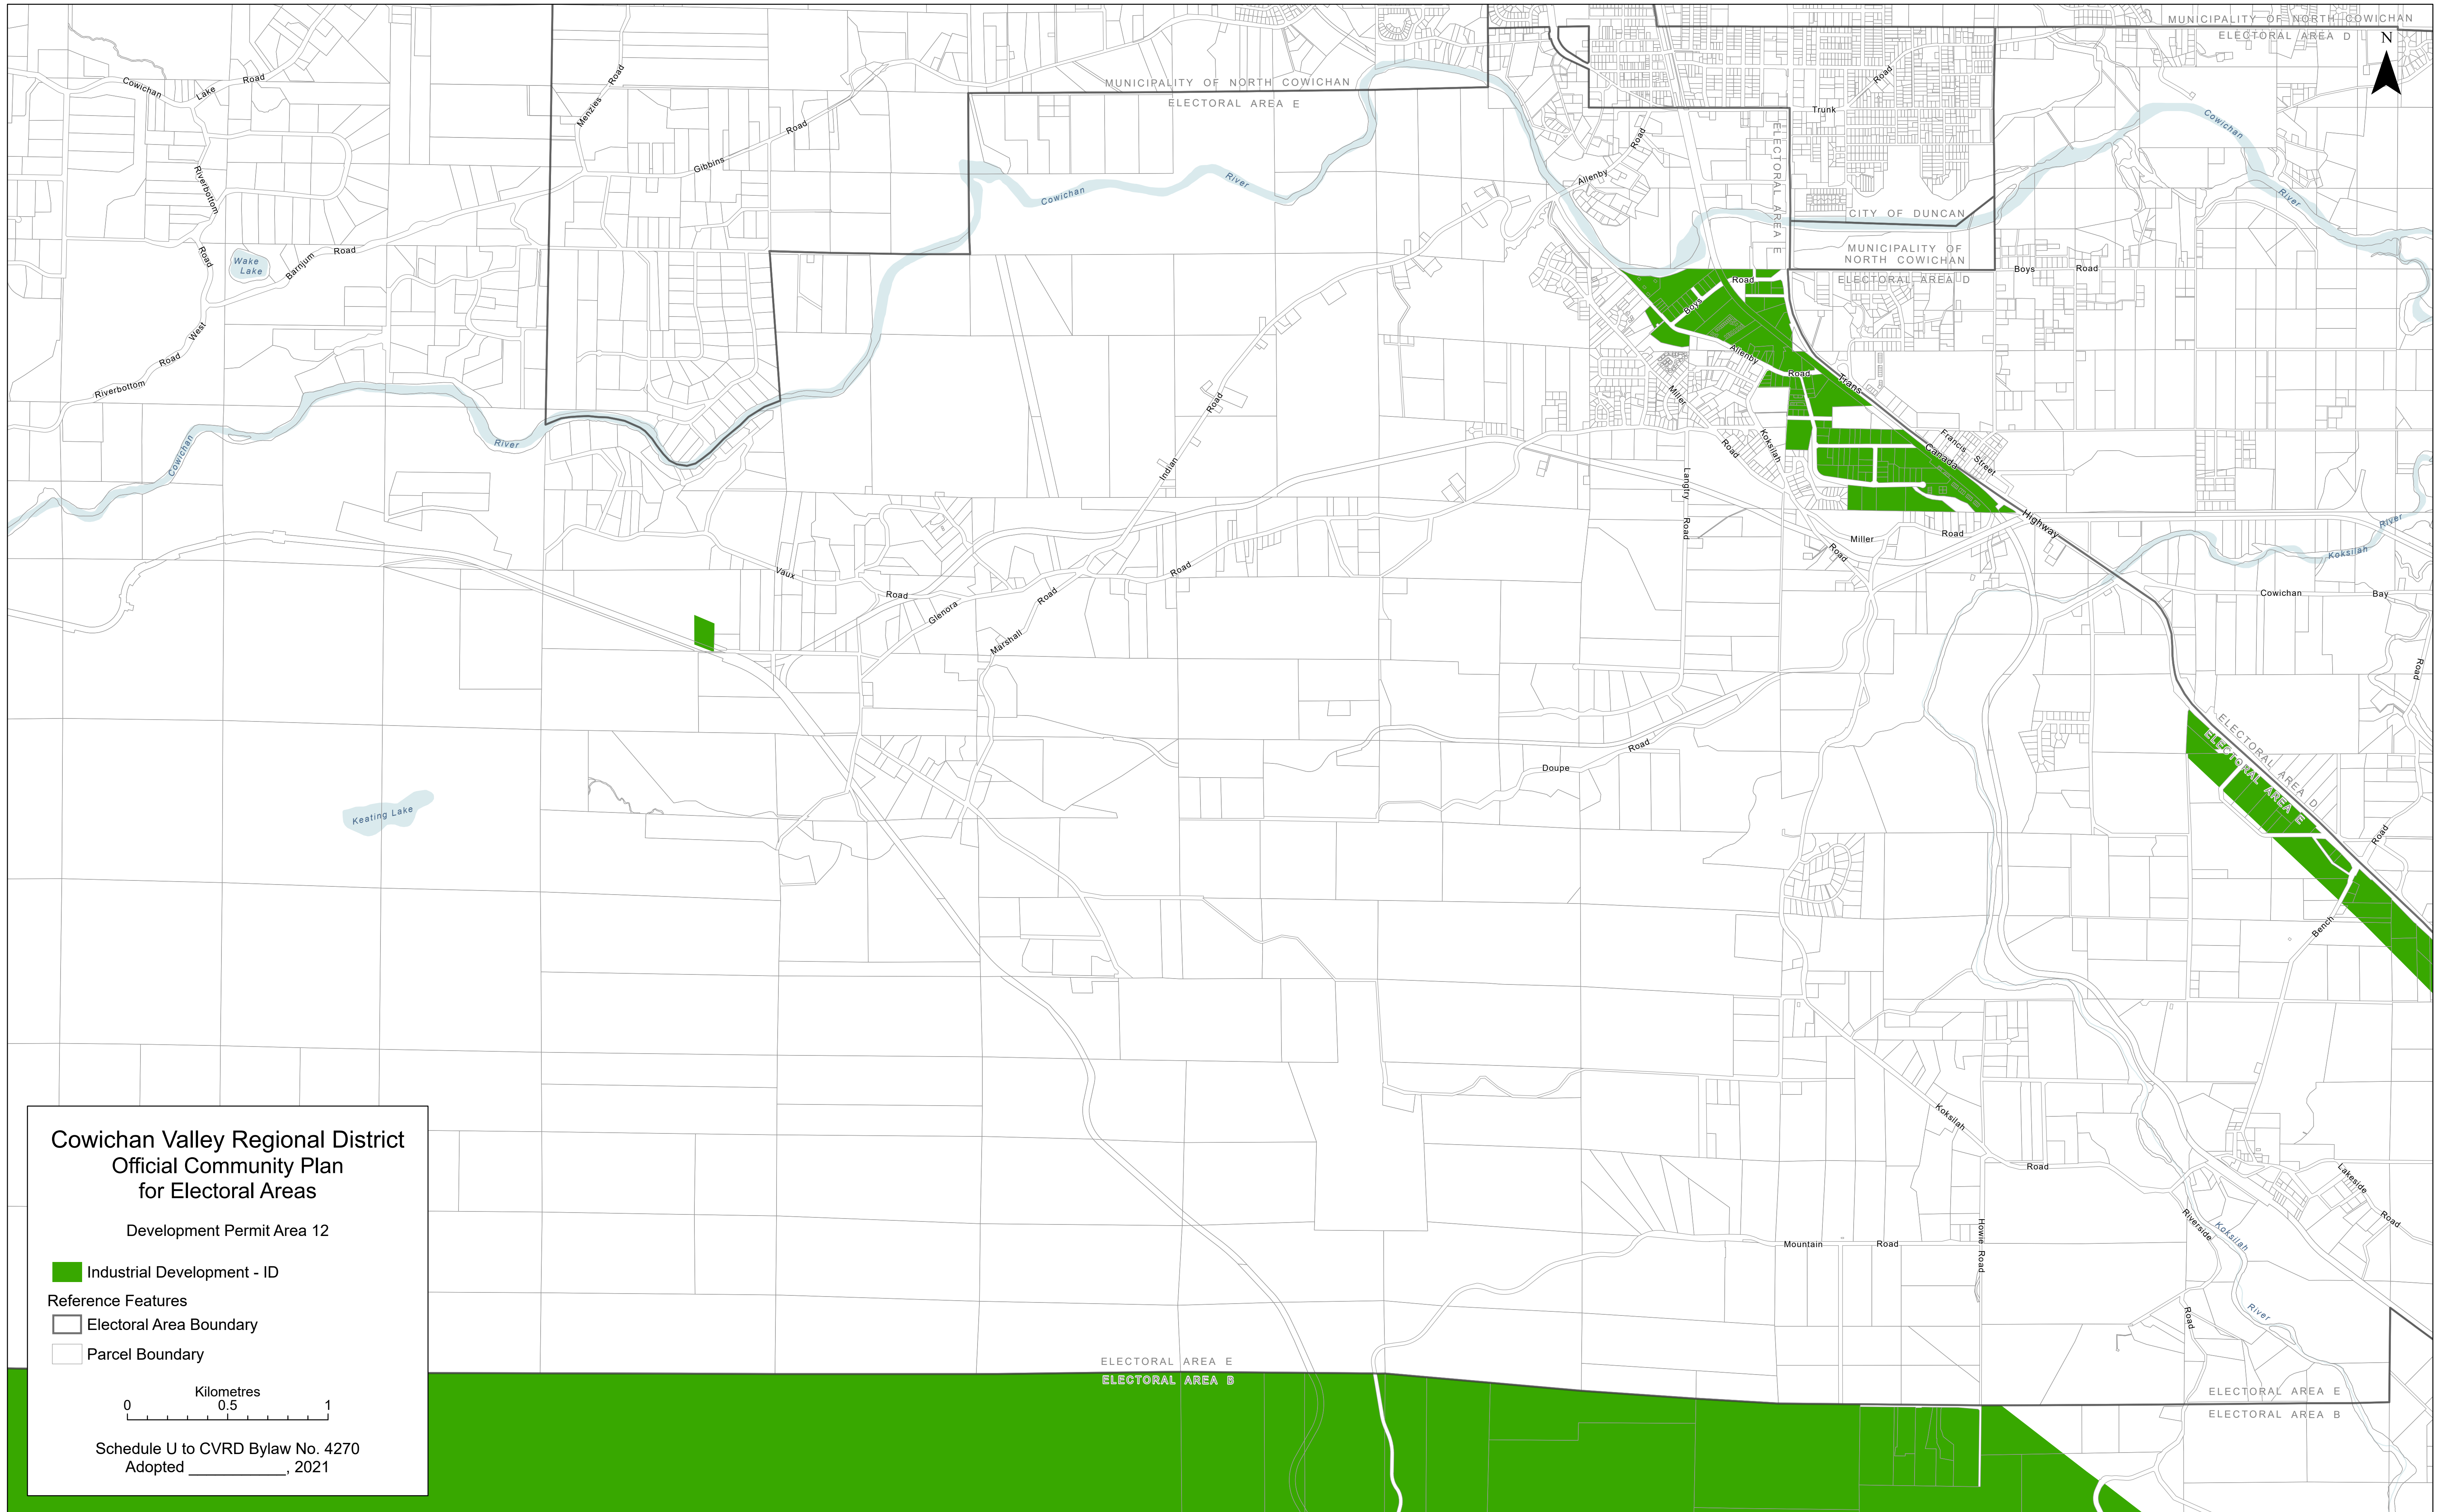 MUNICIPALITY OF NORTH COWICHAN
ELECTORAL AREA D
N
Cowichan
Lake
Road
Menzies
Road
MUNICIPALITY OF NORTH COWICHAN
ELECTORAL AREA E
Gibbins
Road
Trunk
Road
Cowichan
River
Allenby
Road
ELECTORAL AREA E
CITY OF DUNCAN
MUNICIPALITY OF
NORTH COWICHAN
ELECTORAL AREA D
Boys
Road
Riverbottom
Road
West
Road
Riverbottom
Wake
Lake
Barnjum
Road
Cowichan
River
Boys
Road
Allenby
Road
Trans
Canada
Highway
Francis
Street
Miller
Road
Koksilah
Road
Langtry
Road
Miller
Road
Indian
Road
Cowichan
River
Koksilah
River
Cowichan
Bay
Road
Vaux
Road
Glenora
Road
Marshall
Road
Doupe
Road
ELECTORAL AREA D
ELECTORAL AREA E
Bench
Road
Keating Lake
Koksilah
Road
Mountain
Road
Howie
Road
Riverside
Road
Koksilah
River
Lakeside
Road
ELECTORAL AREA E
ELECTORAL AREA B
ELECTORAL AREA E
ELECTORAL AREA B
Cowichan Valley Regional District
Official Community Plan
for Electoral Areas
Development Permit Area 12
Industrial Development - ID
Reference Features
Electoral Area Boundary
Parcel Boundary
Kilometres
0 0.5 1
Schedule U to CVRD Bylaw No. 4270
Adopted ___________, 2021